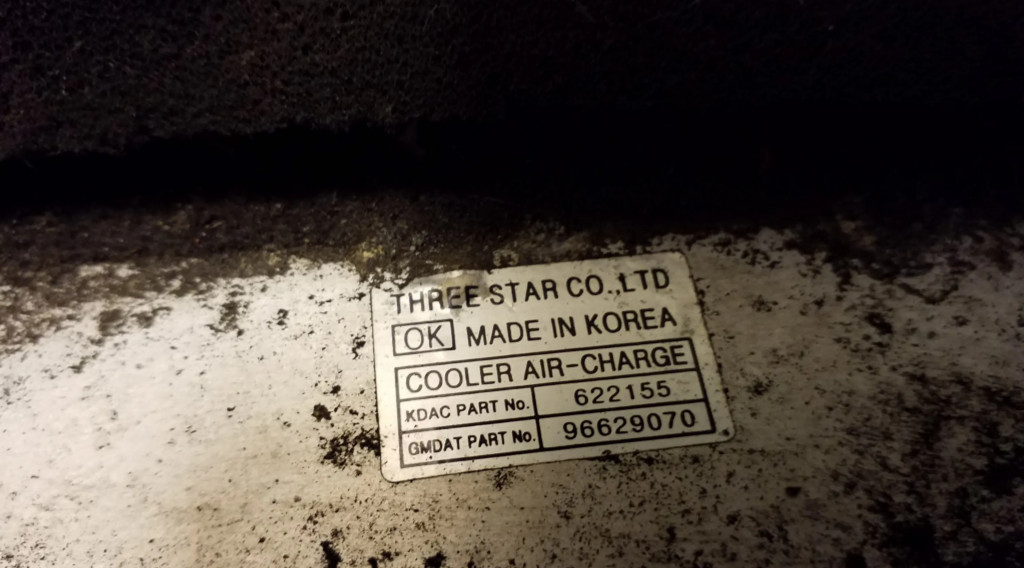 THREE STAR CO.,LTD
OK MADE IN KOREA
COOLER AIR-CHARGE
KDAC PART No. 622155
GMDAT PART No. 96629070